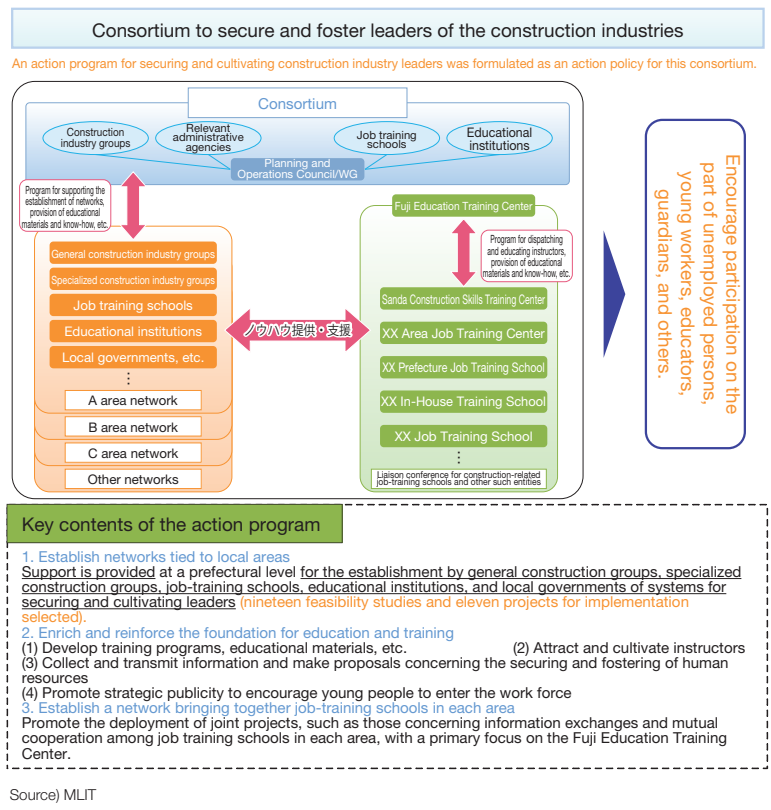 Consortium to secure and foster leaders of the construction industries
An action program for securing and cultivating construction industry leaders was formulated as an action policy for this consortium.
Consortium
Construction
industry groups
Relevant
administrative
agencies
Job training
schools
Educational
institutions
Planning and
Operations Council/WG
Program for supporting the
establishment of networks,
provision of educational
materials and know-how, etc.
General construction industry groups
Specialized construction industry groups
Job training schools
Educational institutions
Local governments, etc.
⋮
A area network
B area network
C area network
Other networks
ノウハウ提供・支援
Fuji Education Training Center
Program for dispatching
and educating instructors,
provision of educational
materials and know-how, etc.
Sanda Construction Skills Training Center
XX Area Job Training Center
XX Prefecture Job Training School
XX In-House Training School
XX Job Training School
⋮
Liaison conference for construction-related
job-training schools and other such entities
Encourage participation on the
part of unemployed persons,
young workers, educators,
guardians, and others.
Key contents of the action program
1. Establish networks tied to local areas
Support is provided at a prefectural level for the establishment by general construction groups, specialized
construction groups, job-training schools, educational institutions, and local governments of systems for
securing and cultivating leaders (nineteen feasibility studies and eleven projects for implementation
selected).
2. Enrich and reinforce the foundation for education and training
(1) Develop training programs, educational materials, etc. (2) Attract and cultivate instructors
(3) Collect and transmit information and make proposals concerning the securing and fostering of human
resources
(4) Promote strategic publicity to encourage young people to enter the work force
3. Establish a network bringing together job-training schools in each area
Promote the deployment of joint projects, such as those concerning information exchanges and mutual
cooperation among job training schools in each area, with a primary focus on the Fuji Education Training
Center.
Source) MLIT